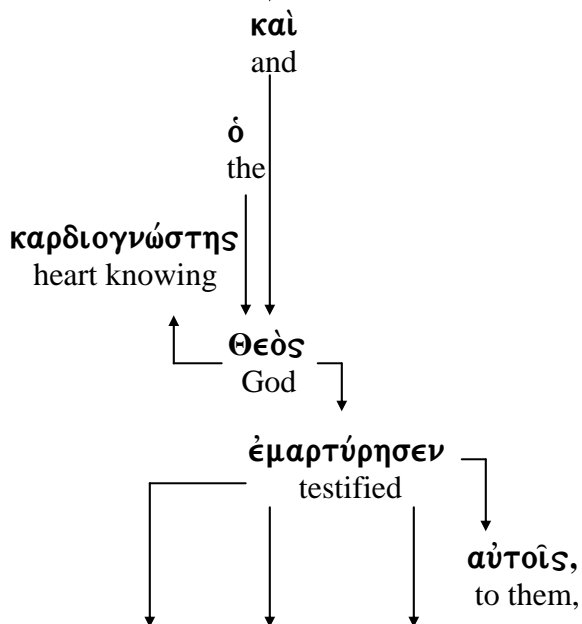 καὶ
and
ὁ
the
καρδιογνώστης
heart knowing
Θεὸς
God
ἐμαρτύρησεν
testified
αὐτοῖς,
to them,